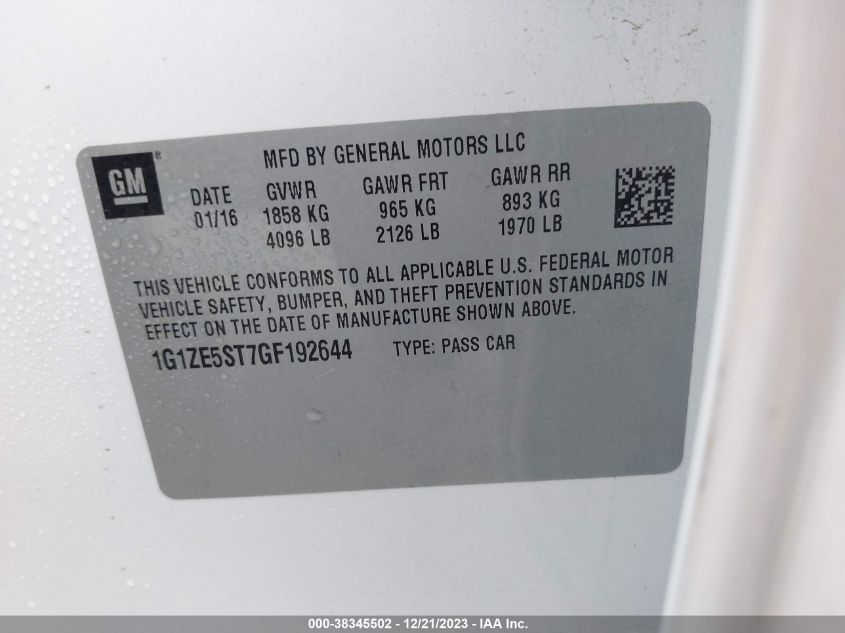 GM®
MFD BY GENERAL MOTORS LLC
DATE GVWR GAWR FRT GAWR RR
01/16 1858 KG 965 KG 893 KG
4096 LB 2126 LB 1970 LB
THIS VEHICLE CONFORMS TO ALL APPLICABLE U.S. FEDERAL MOTOR
VEHICLE SAFETY, BUMPER, AND THEFT PREVENTION STANDARDS IN
EFFECT ON THE DATE OF MANUFACTURE SHOWN ABOVE.
1G1ZE5ST7GF192644 TYPE: PASS CAR
000-38345502 - 12/21/2023 - IAA Inc.